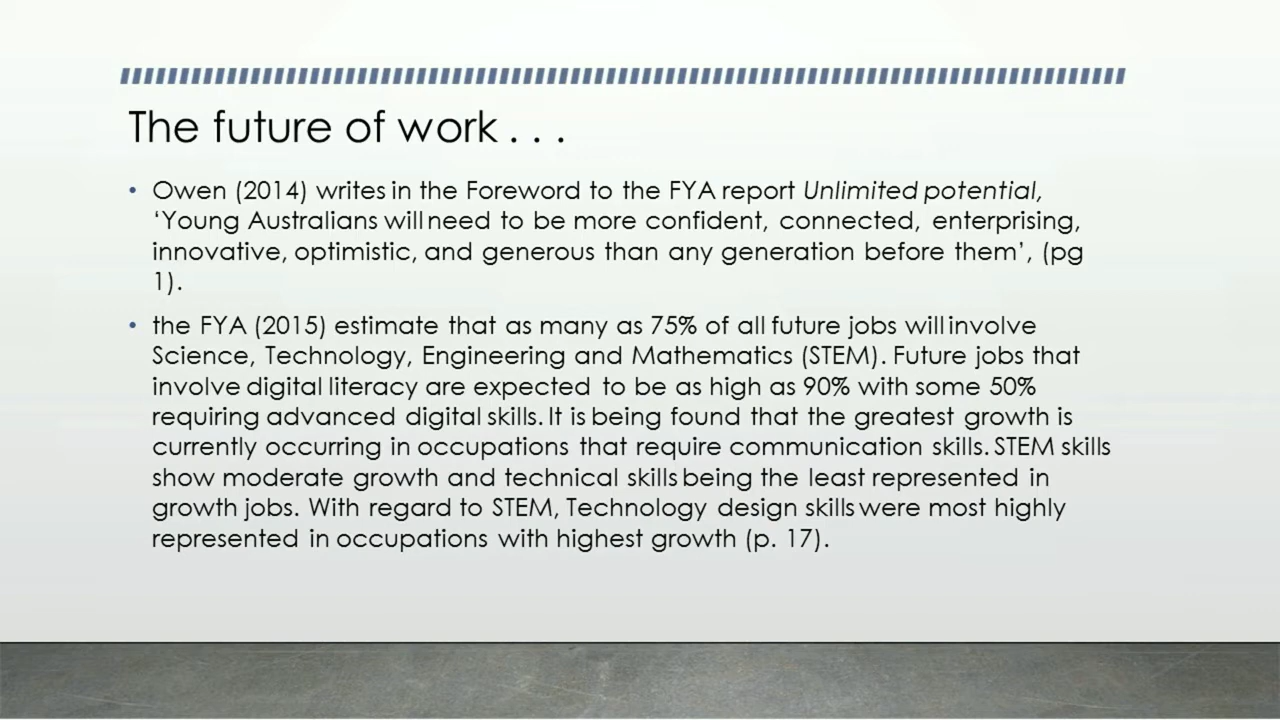 The future of work . . .
• Owen (2014) writes in the Foreword to the FYA report Unlimited potential,
‘Young Australians will need to be more confident, connected, enterprising,
innovative, optimistic, and generous than any generation before them’, (pg
1).
• the FYA (2015) estimate that as many as 75% of all future jobs will involve
Science, Technology, Engineering and Mathematics (STEM). Future jobs that
involve digital literacy are expected to be as high as 90% with some 50%
requiring advanced digital skills. It is being found that the greatest growth is
currently occurring in occupations that require communication skills. STEM skills
show moderate growth and technical skills being the least represented in
growth jobs. With regard to STEM, Technology design skills were most highly
represented in occupations with highest growth (p. 17).